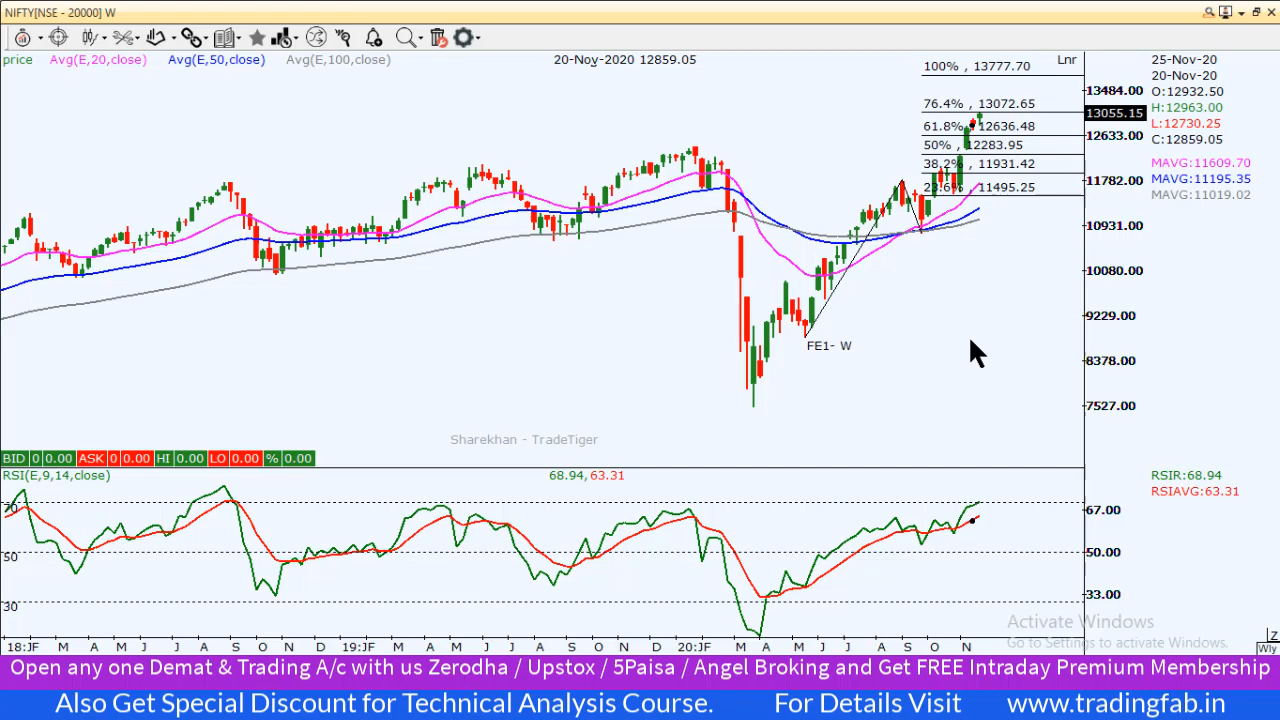 NIFTY[NSE - 20000] W
price Avg(E,20,close) Avg(E,50,close) Avg(E,100,close) 20-Nov-2020 12859.05 Lnr
25-Nov-20
20-Nov-20
O:12932.50
H:12963.00
L:12730.25
C:12859.05
MAVG:11609.70
MAVG:11195.35
MAVG:11019.02
100% , 13777.70
76.4% , 13072.65
61.8% , 12636.48
50% , 12283.95
38.2% , 11931.42
23.6% , 11495.25
13484.00
13055.15
12633.00
11782.00
10931.00
10080.00
9229.00
8378.00
7527.00
FE1- W
Sharekhan - TradeTiger
BID 0 0.00 ASK 0 0.00 HI 0.00 LO 0.00 % 0.00
RSI(E,9,14,close) 68.94, 63.31
RSIR:68.94
RSIAVG:63.31
70
50
30
67.00
50.00
33.00
Activate Windows
Go to Settings to activate Windows.
18:JF M A M J J A S O N D 19:JF M A M J J A S O N D 20:JF M A M J J A S O N
Z
Wly
Open any one Demat & Trading A/c with us Zerodha / Upstox / 5Paisa / Angel Broking and Get FREE Intraday Premium Membership
Also Get Special Discount for Technical Analysis Course. For Details Visit www.tradingfab.in